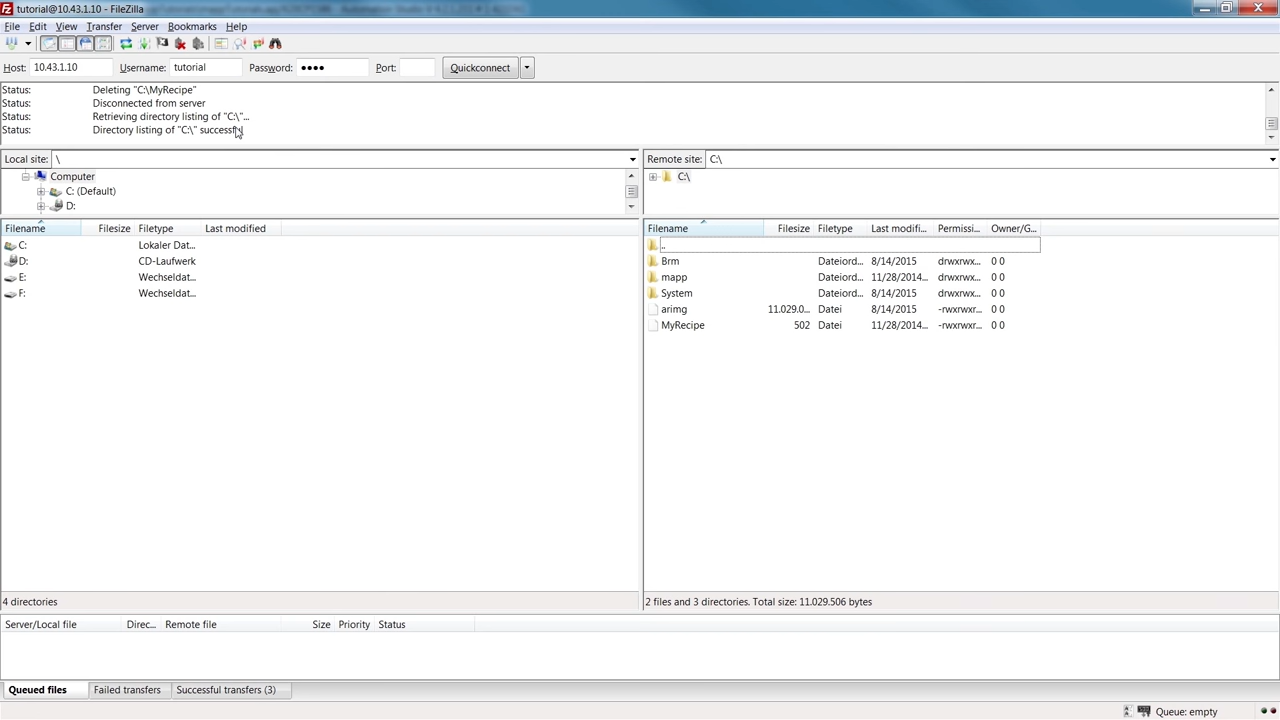 tutorial@10.43.1.10 - FileZilla
File Edit View Transfer Server Bookmarks Help
Host: 10.43.1.10 Username: tutorial Password: •••• Port: Quickconnect
Status: Deleting "C:\MyRecipe"
Status: Disconnected from server
Status: Retrieving directory listing of "C:\"...
Status: Directory listing of "C:\" successful
Local site: \
Remote site: C:\
Computer
C: (Default)
D:
C:\
Filename Filesize Filetype Last modified
C: Lokaler Dat...
D: CD-Laufwerk
E: Wechseldat...
F: Wechseldat...
4 directories
Filename Filesize Filetype Last modifi... Permissi... Owner/G...
..
Brm Dateiord... 8/14/2015 drwxrwx... 0 0
mapp Dateiord... 11/28/2014... drwxrwx... 0 0
System Dateiord... 8/14/2015 drwxrwx... 0 0
arimg 11.029.0... Datei 8/14/2015 -rwxrwxr... 0 0
MyRecipe 502 Datei 11/28/2014... -rwxrwxr... 0 0
2 files and 3 directories. Total size: 11.029.506 bytes
Server/Local file Direc... Remote file Size Priority Status
Queued files Failed transfers Successful transfers (3)
Queue: empty